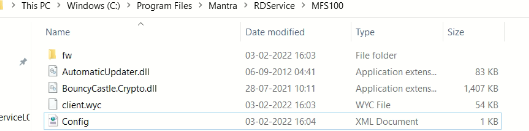 This PC > Windows (C:) > Program Files > Mantra > RDService > MFS100
Name Date modified Type Size
fw 03-02-2022 16:03 File folder
AutomaticUpdater.dll 06-09-2012 04:41 Application extens... 83 KB
BouncyCastle.Crypto.dll 28-07-2021 10:11 Application extens... 1,407 KB
client.wyc 03-02-2022 16:03 WYC File 54 KB
Config 03-02-2022 16:04 XML Document 1 KB